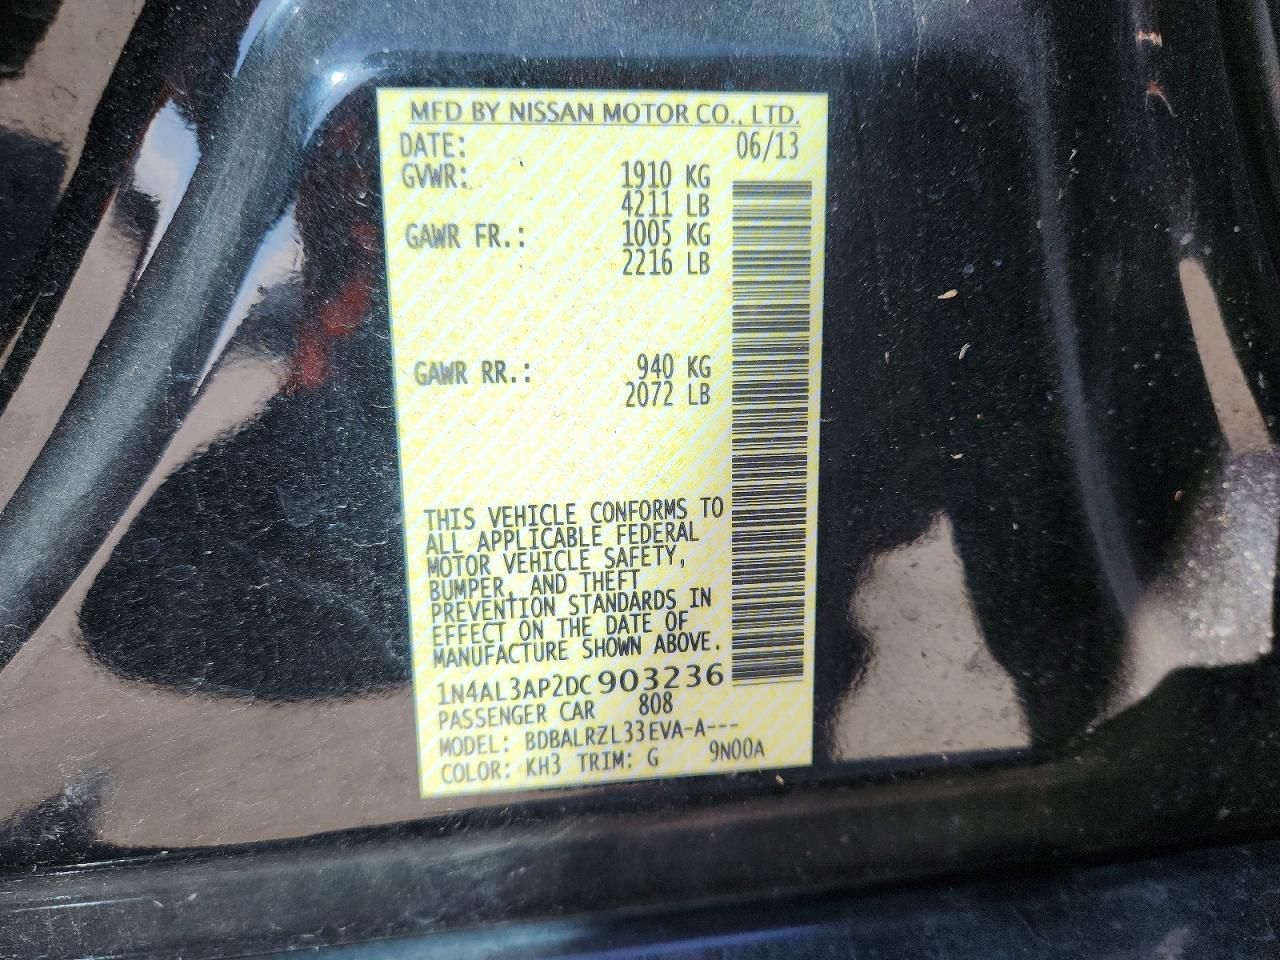 MFD BY NISSAN MOTOR CO., LTD.
DATE: 06/13
GVWR: 1910 KG
4211 LB
GAWR FR.: 1005 KG
2216 LB
GAWR RR.: 940 KG
2072 LB
THIS VEHICLE CONFORMS TO
ALL APPLICABLE FEDERAL
MOTOR VEHICLE SAFETY,
BUMPER, AND THEFT
PREVENTION STANDARDS IN
EFFECT ON THE DATE OF
MANUFACTURE SHOWN ABOVE.
1N4AL3AP2DC903236
PASSENGER CAR 808
MODEL: BDBALRZL33EVA-A---
COLOR: KH3 TRIM: G 9N00A